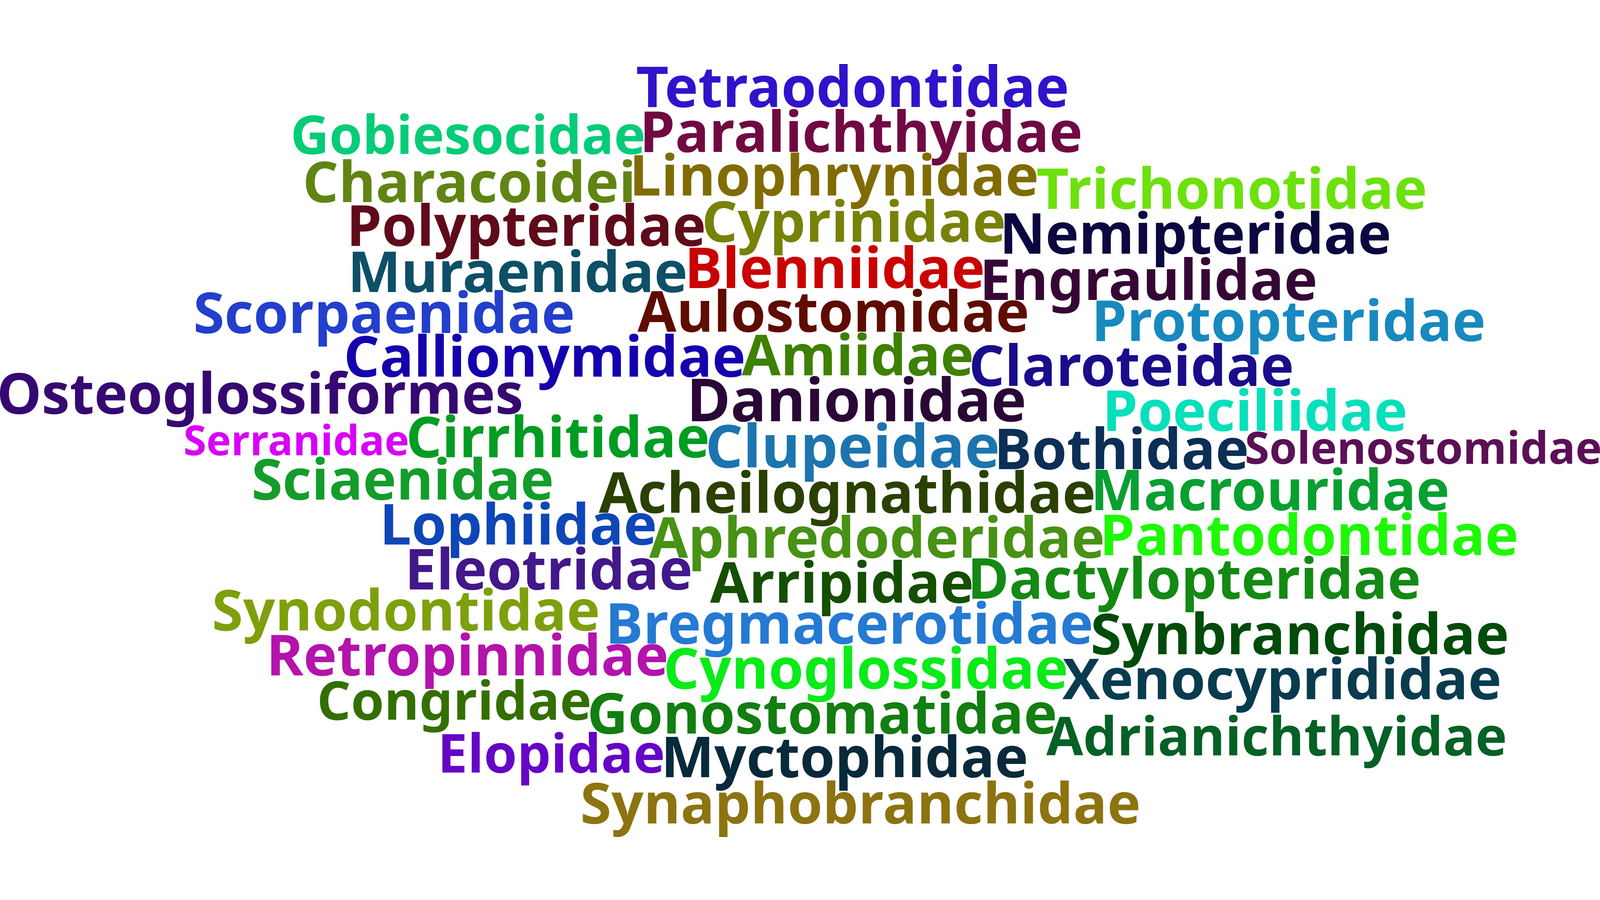 Tetraodontidae
Gobiesocidae Paralichthyidae
Characoidei Linophrynidae Trichonotidae
Polypteridae Cyprinidae Nemipteridae
Muraenidae Blenniidae Engraulidae
Scorpaenidae Aulostomidae Protopteridae
Callionymidae Amiidae Claroteidae
Osteoglossiformes Danionidae Poeciliidae
Serranidae Cirrhitidae Clupeidae Bothidae Solenostomidae
Sciaenidae Acheilognathidae Macrouridae
Lophiidae Aphredoderidae Pantodontidae
Eleotridae Arripidae Dactylopteridae
Synodontidae Bregmacerotidae Synbranchidae
Retropinnidae Cynoglossidae Xenocyprididae
Congridae Gonostomatidae Adrianichthyidae
Elopidae Myctophidae
Synaphobranchidae